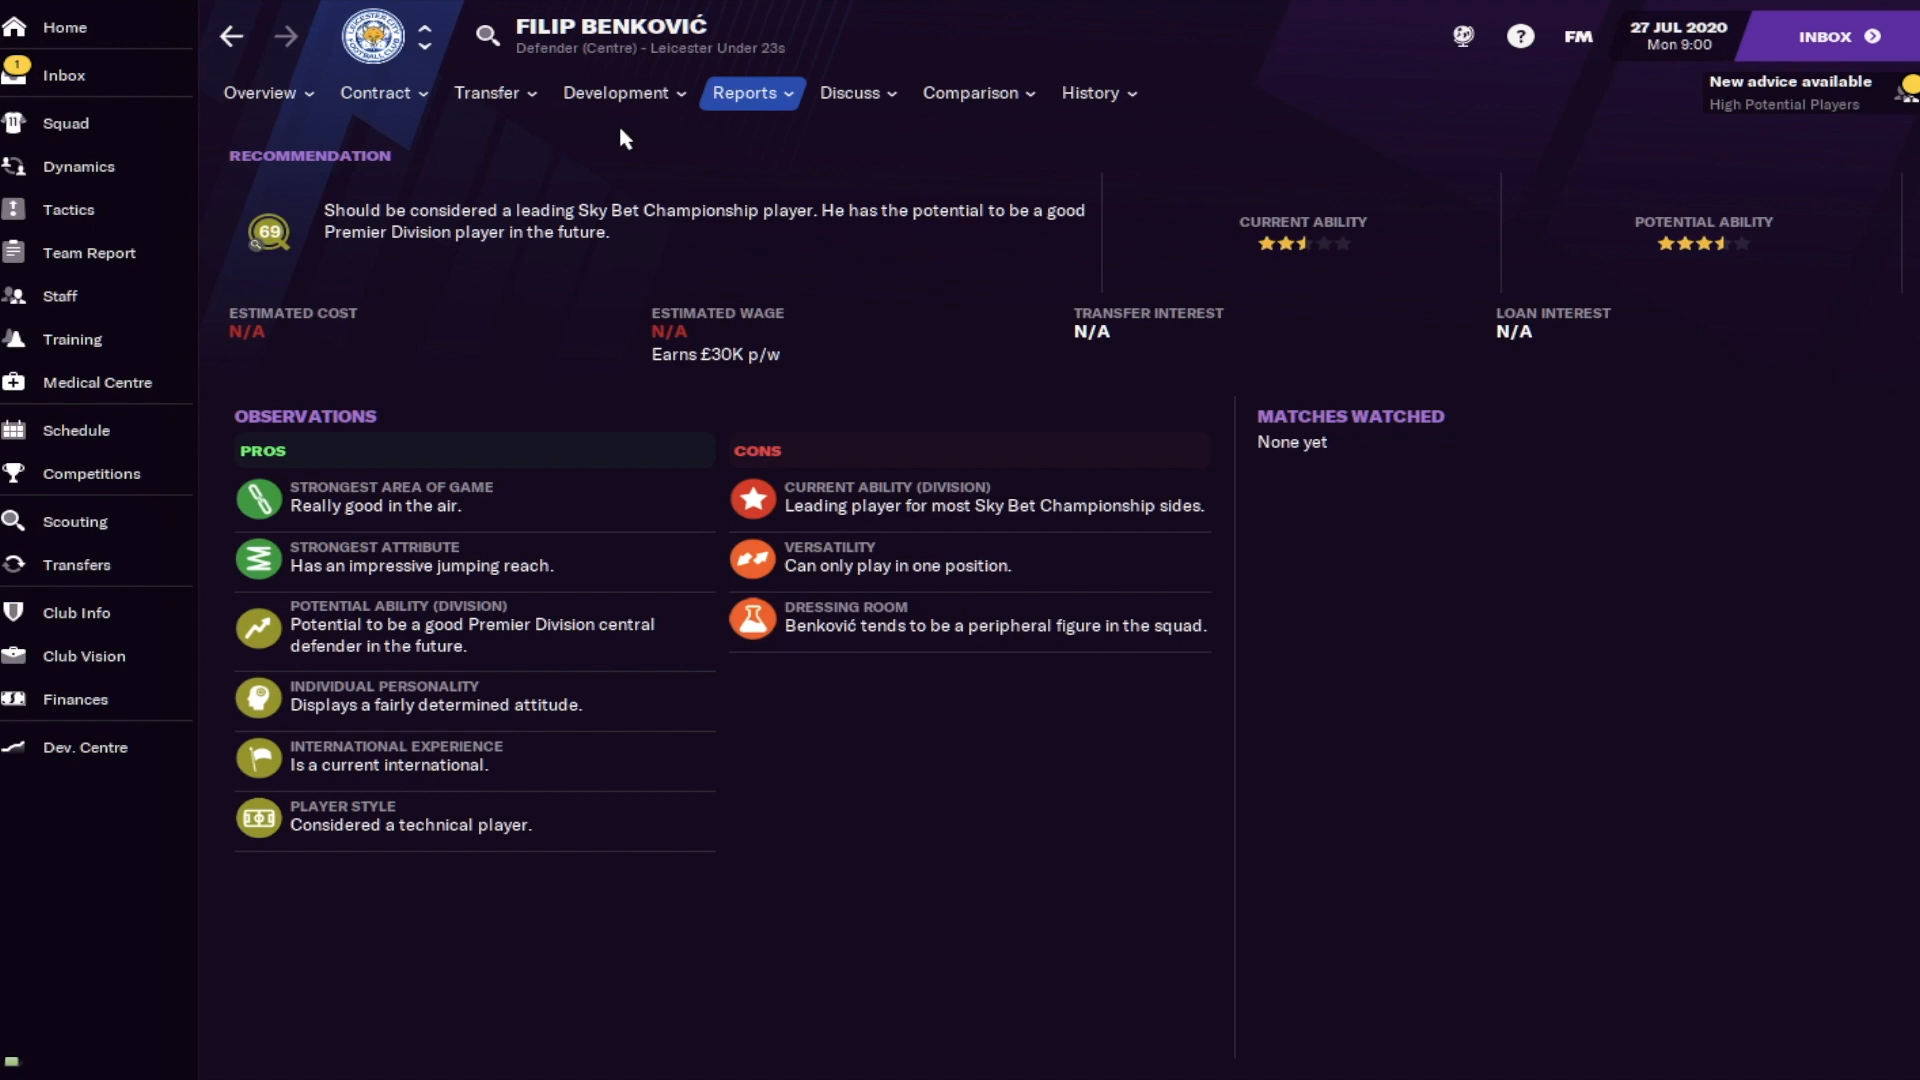 Home
1
Inbox
Squad
Dynamics
Tactics
Team Report
Staff
Training
Medical Centre
Schedule
Competitions
Scouting
Transfers
Club Info
Club Vision
Finances
Dev. Centre
FILIP BENKOVIĆ
Defender (Centre) - Leicester Under 23s
? FM
27 JUL 2020
Mon 9:00
INBOX
Overview Contract Transfer Development Reports Discuss Comparison History
New advice available
High Potential Players
RECOMMENDATION
69
Should be considered a leading Sky Bet Championship player. He has the potential to be a good
Premier Division player in the future.
CURRENT ABILITY
POTENTIAL ABILITY
ESTIMATED COST
N/A
ESTIMATED WAGE
N/A
Earns £30K p/w
TRANSFER INTEREST
N/A
LOAN INTEREST
N/A
OBSERVATIONS
PROS
STRONGEST AREA OF GAME
Really good in the air.
STRONGEST ATTRIBUTE
Has an impressive jumping reach.
POTENTIAL ABILITY (DIVISION)
Potential to be a good Premier Division central
defender in the future.
INDIVIDUAL PERSONALITY
Displays a fairly determined attitude.
INTERNATIONAL EXPERIENCE
Is a current international.
PLAYER STYLE
Considered a technical player.
CONS
CURRENT ABILITY (DIVISION)
Leading player for most Sky Bet Championship sides.
VERSATILITY
Can only play in one position.
DRESSING ROOM
Benković tends to be a peripheral figure in the squad.
MATCHES WATCHED
None yet